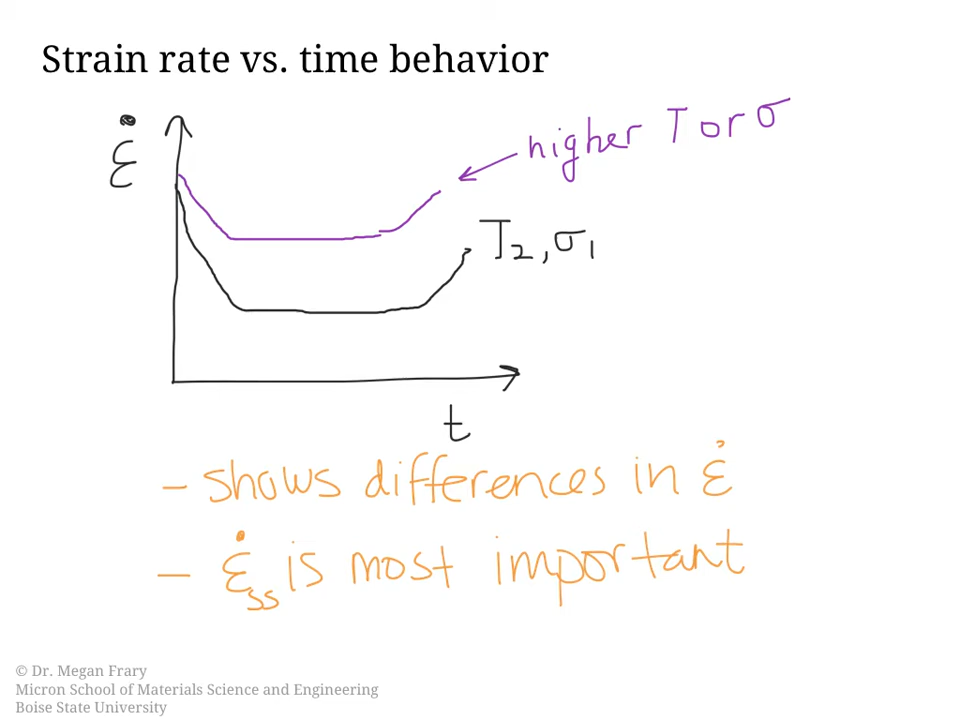 Strain rate vs. time behavior
ε̇
higher T or σ
T₂, σ₁
t
- shows differences in ε̇
- ε̇ss is most important
© Dr. Megan Frary
Micron School of Materials Science and Engineering
Boise State University